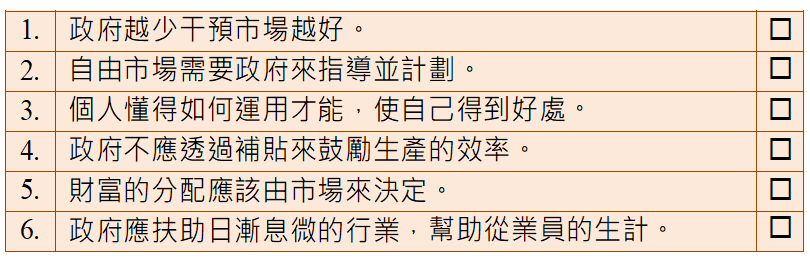 1. 政府越少干預市場越好。 □
2. 自由市場需要政府來指導並計劃。 □
3. 個人懂得如何運用才能，使自己得到好處。 □
4. 政府不應透過補貼來鼓勵生產的效率。 □
5. 財富的分配應該由市場來決定。 □
6. 政府應扶助日漸息微的行業，幫助從業員的生計。 □